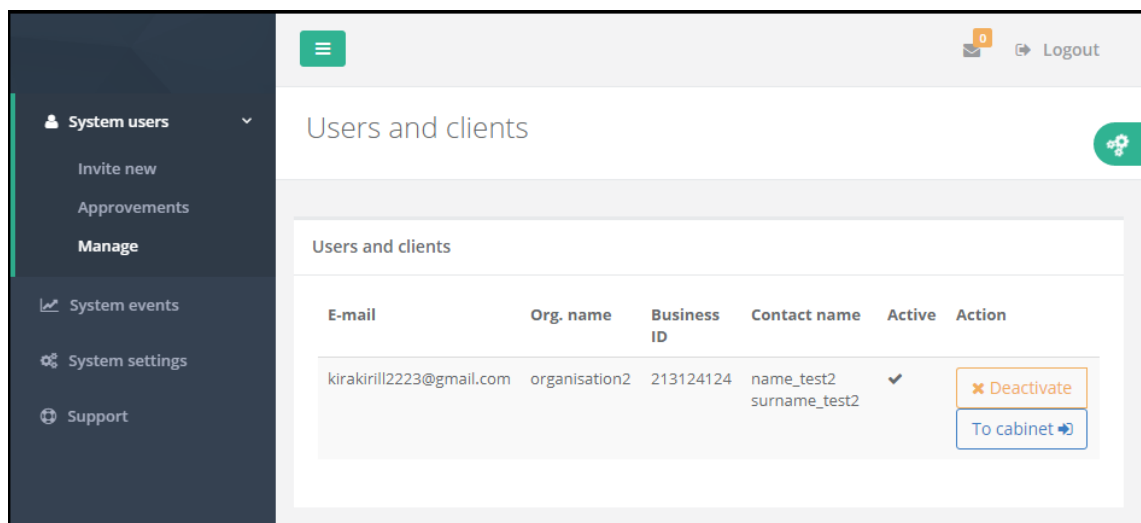 0
Logout
System users
Users and clients
Invite new
Approvements
Manage
Users and clients
System events
System settings
Support
E-mail Org. name Business ID Contact name Active Action
kirakirill2223@gmail.com organisation2 213124124 name_test2 surname_test2
Deactivate
To cabinet